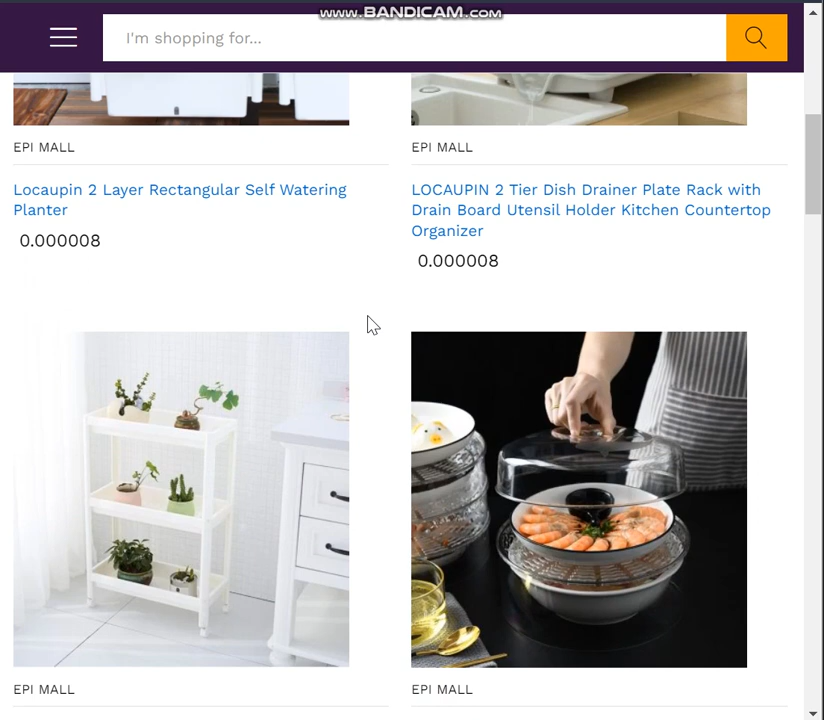 www.BANDICAM.com
I'm shopping for...
EPI MALL
Locaupin 2 Layer Rectangular Self Watering
Planter
0.000008
EPI MALL
LOCAUPIN 2 Tier Dish Drainer Plate Rack with
Drain Board Utensil Holder Kitchen Countertop
Organizer
0.000008
EPI MALL
EPI MALL